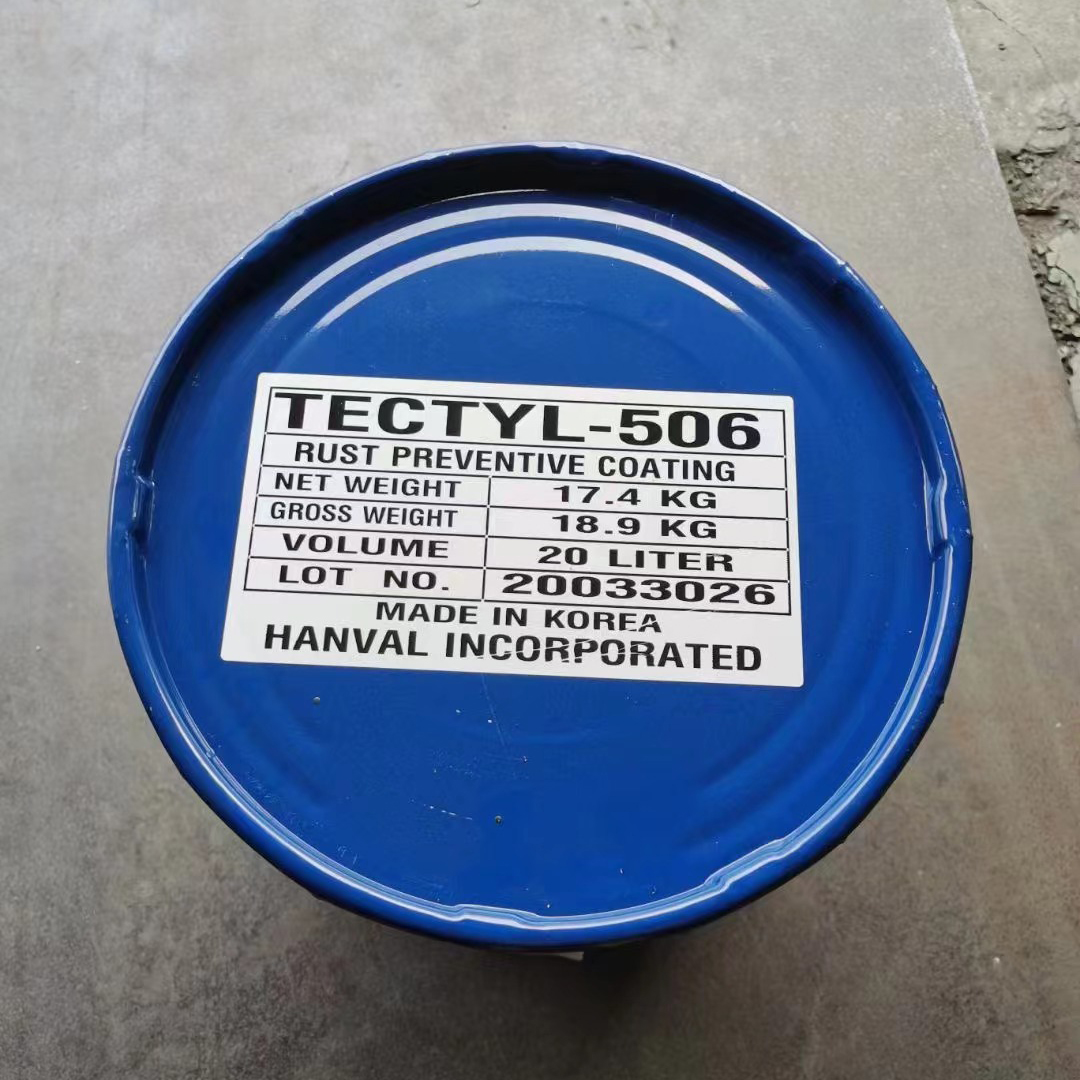 TECTYL-506
RUST PREVENTIVE COATING
NET WEIGHT 17.4 KG
GROSS WEIGHT 18.9 KG
VOLUME 20 LITER
LOT NO. 20033026
MADE IN KOREA
HANVAL INCORPORATED